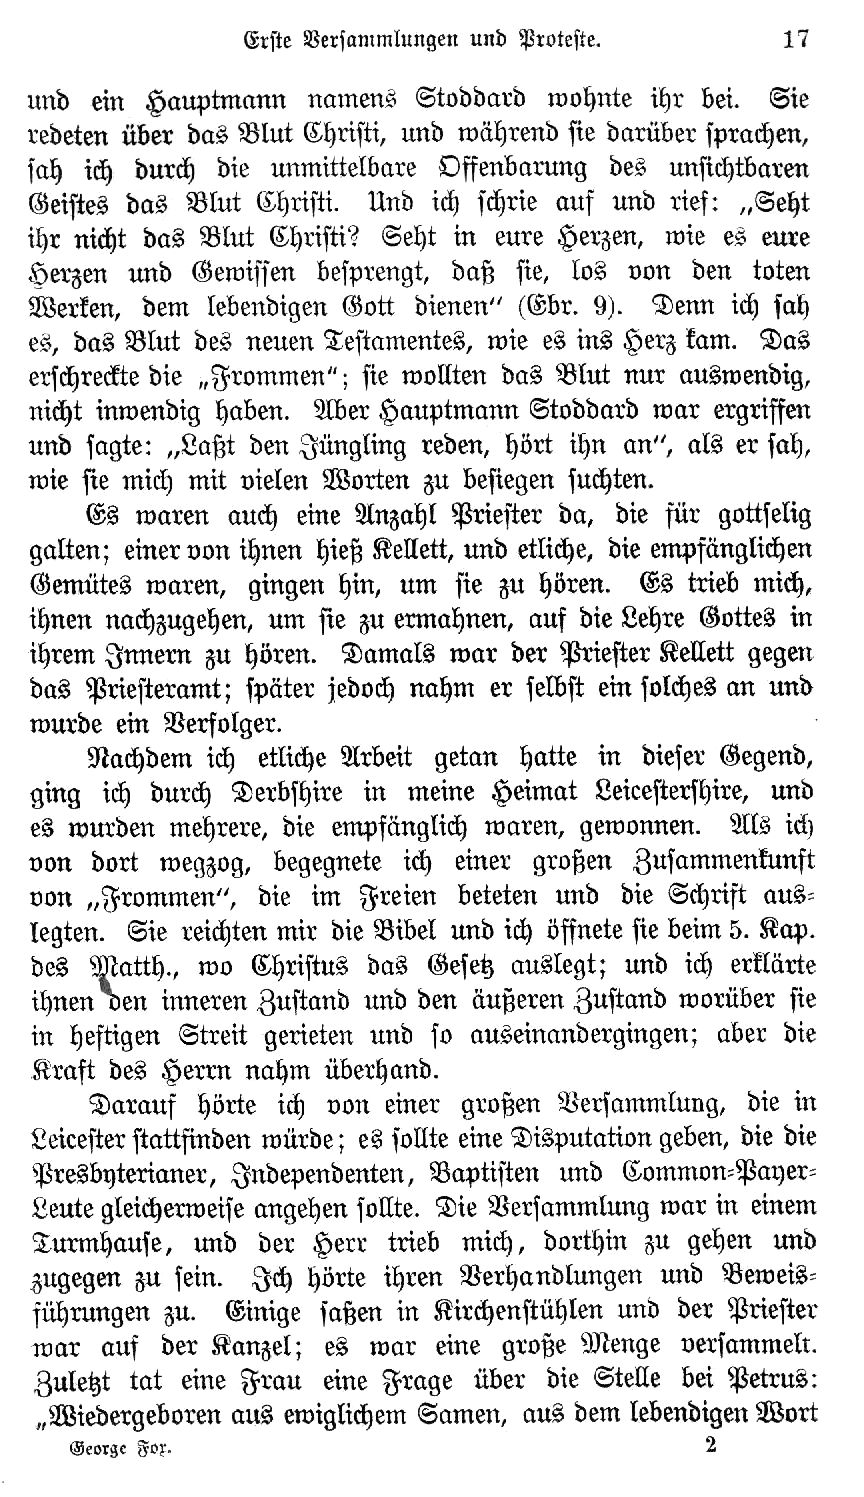 Erste Versammlungen und Proteste. 17
und ein Hauptmann namens Stoddard wohnte ihr bei. Sie
redeten über das Blut Christi, und während sie darüber sprachen,
sah ich durch die unmittelbare Offenbarung des unsichtbaren
Geistes das Blut Christi. Und ich schrie auf und rief: „Seht
ihr nicht das Blut Christi? Seht in eure Herzen, wie es eure
Herzen und Gewissen besprengt, daß sie, los von den toten
Werken, dem lebendigen Gott dienen“ (Ebr. 9). Denn ich sah
es, das Blut des neuen Testamentes, wie es ins Herz kam. Das
erschreckte die „Frommen“; sie wollten das Blut nur auswendig,
nicht inwendig haben. Aber Hauptmann Stoddard war ergriffen
und sagte: „Laßt den Jüngling reden, hört ihn an“, als er sah,
wie sie mich mit vielen Worten zu besiegen suchten.
Es waren auch eine Anzahl Priester da, die für gottselig
galten; einer von ihnen hieß Kellett, und etliche, die empfänglichen
Gemütes waren, gingen hin, um sie zu hören. Es trieb mich,
ihnen nachzugehen, um sie zu ermahnen, auf die Lehre Gottes in
ihrem Innern zu hören. Damals war der Priester Kellett gegen
das Priesteramt; später jedoch nahm er selbst ein solches an und
wurde ein Verfolger.
Nachdem ich etliche Arbeit getan hatte in dieser Gegend,
ging ich durch Derbshire in meine Heimat Leicestershire, und
es wurden mehrere, die empfänglich waren, gewonnen. Als ich
von dort wegzog, begegnete ich einer großen Zusammenkunft
von „Frommen“, die im Freien beteten und die Schrift aus-
legten. Sie reichten mir die Bibel und ich öffnete sie beim 5. Kap.
des Matth., wo Christus das Gesetz auslegt; und ich erklärte
ihnen den inneren Zustand und den äußeren Zustand worüber sie
in heftigen Streit gerieten und so auseinandergingen; aber die
Kraft des Herrn nahm überhand.
Darauf hörte ich von einer großen Versammlung, die in
Leicester stattfinden würde; es sollte eine Disputation geben, die die
Presbyterianer, Independenten, Baptisten und Common-Payer-
Leute gleicherweise angehen sollte. Die Versammlung war in einem
Turmhause, und der Herr trieb mich, dorthin zu gehen und
zugegen zu sein. Ich hörte ihren Verhandlungen und Beweis-
führungen zu. Einige saßen in Kirchenstühlen und der Priester
war auf der Kanzel; es war eine große Menge versammelt.
Zuletzt tat eine Frau eine Frage über die Stelle bei Petrus:
„Wiedergeboren aus ewiglichem Samen, aus dem lebendigen Wort
George Fox. 2